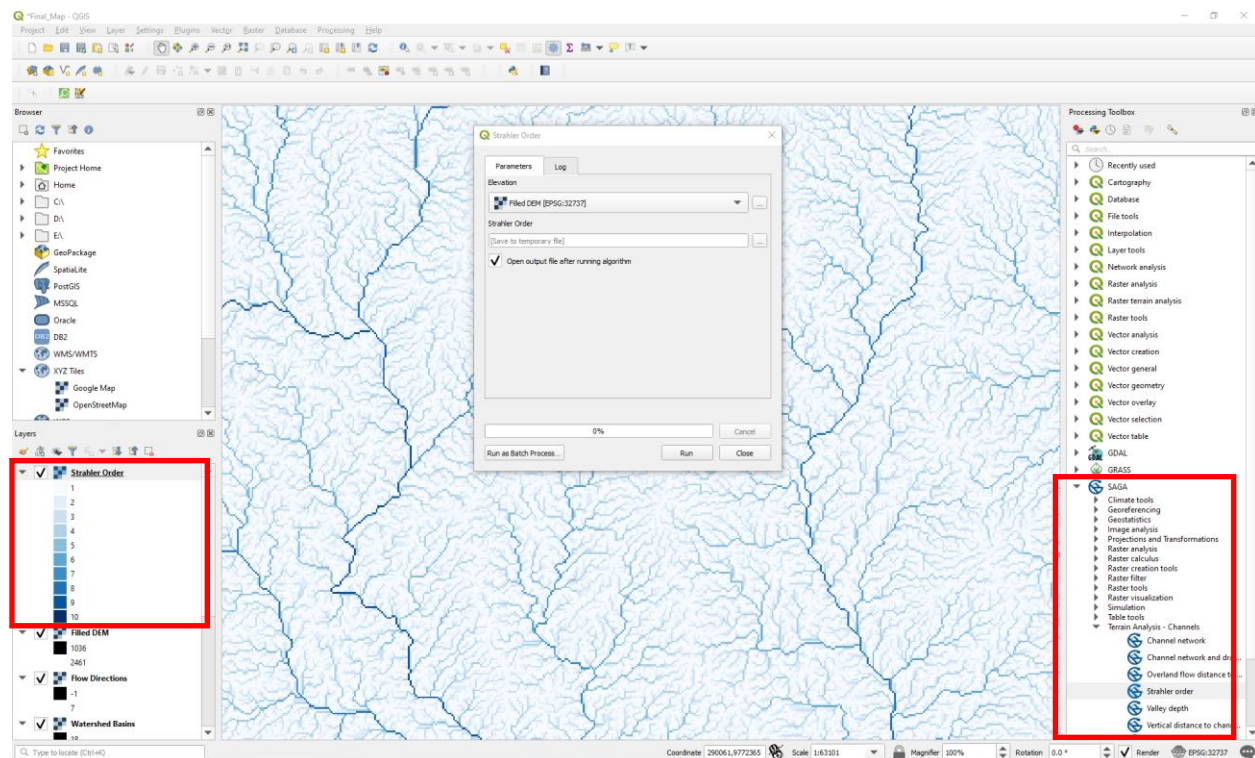 *Final_Map - QGIS
Project Edit View Layer Settings Plugins Vector Raster Database Processing Help
Browser
Favorites
Project Home
Home
C:\
D:\
E:\
GeoPackage
SpatiaLite
PostGIS
MSSQL
Oracle
DB2
WMS/WMTS
XYZ Tiles
Google Map
OpenStreetMap
Layers
Strahler Order
1
2
3
4
5
6
7
8
9
10
Filled DEM
1036
2461
Flow Directions
-1
7
Watershed Basins
18
Strahler Order
Parameters Log
Elevation
Filled DEM [EPSG:32737]
...
Strahler Order
[Save to temporary file]
...
Open output file after running algorithm
0%
Cancel
Run as Batch Process...
Run
Close
Processing Toolbox
Search...
Recently used
Cartography
Database
File tools
Interpolation
Layer tools
Network analysis
Raster analysis
Raster terrain analysis
Raster tools
Vector analysis
Vector creation
Vector general
Vector geometry
Vector overlay
Vector selection
Vector table
GDAL
GRASS
SAGA
Climate tools
Georeferencing
Geostatistics
Image analysis
Projections and Transformations
Raster analysis
Raster calculus
Raster creation tools
Raster filter
Raster tools
Raster visualization
Simulation
Table tools
Terrain Analysis - Channels
Channel network
Channel network and dra...
Overland flow distance t...
Strahler order
Valley depth
Vertical distance to chan...
Type to locate (Ctrl+K)
Coordinate 290061,9772365 Scale 1:63101 Magnifier 100% Rotation 0.0 ° Render EPSG:32737